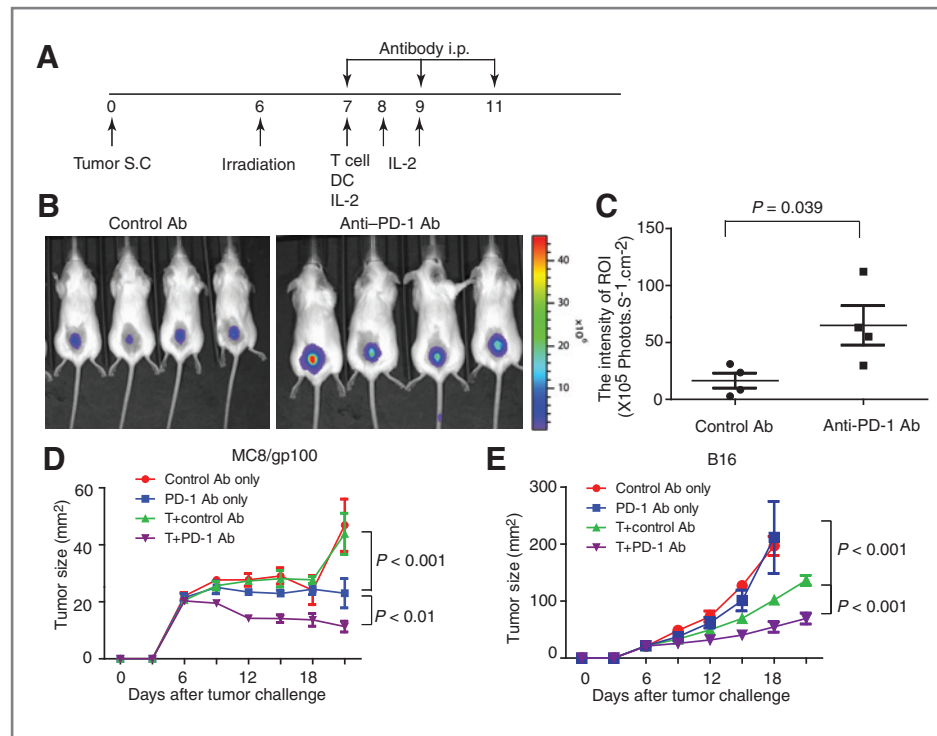 A
Antibody i.p.
0 6 7 8 9 11
Tumor S.C
Irradiation
T cell
DC
IL-2
IL-2
B
Control Ab
Anti–PD-1 Ab
40
30
20
10
x10⁶
C
P = 0.039
The intensity of ROI
(X10⁵ Photots.S⁻¹.cm-2)
150
100
50
0
Control Ab
Anti-PD-1 Ab
D
MC8/gp100
Control Ab only
PD-1 Ab only
T+control Ab
T+PD-1 Ab
Tumor size (mm²)
60
40
20
0
0 6 12 18
Days after tumor challenge
P < 0.001
P < 0.01
E
B16
Control Ab only
PD-1 Ab only
T+control Ab
T+PD-1 Ab
Tumor size (mm²)
300
200
100
0
0 6 12 18
Days after tumor challenge
P < 0.001
P < 0.001